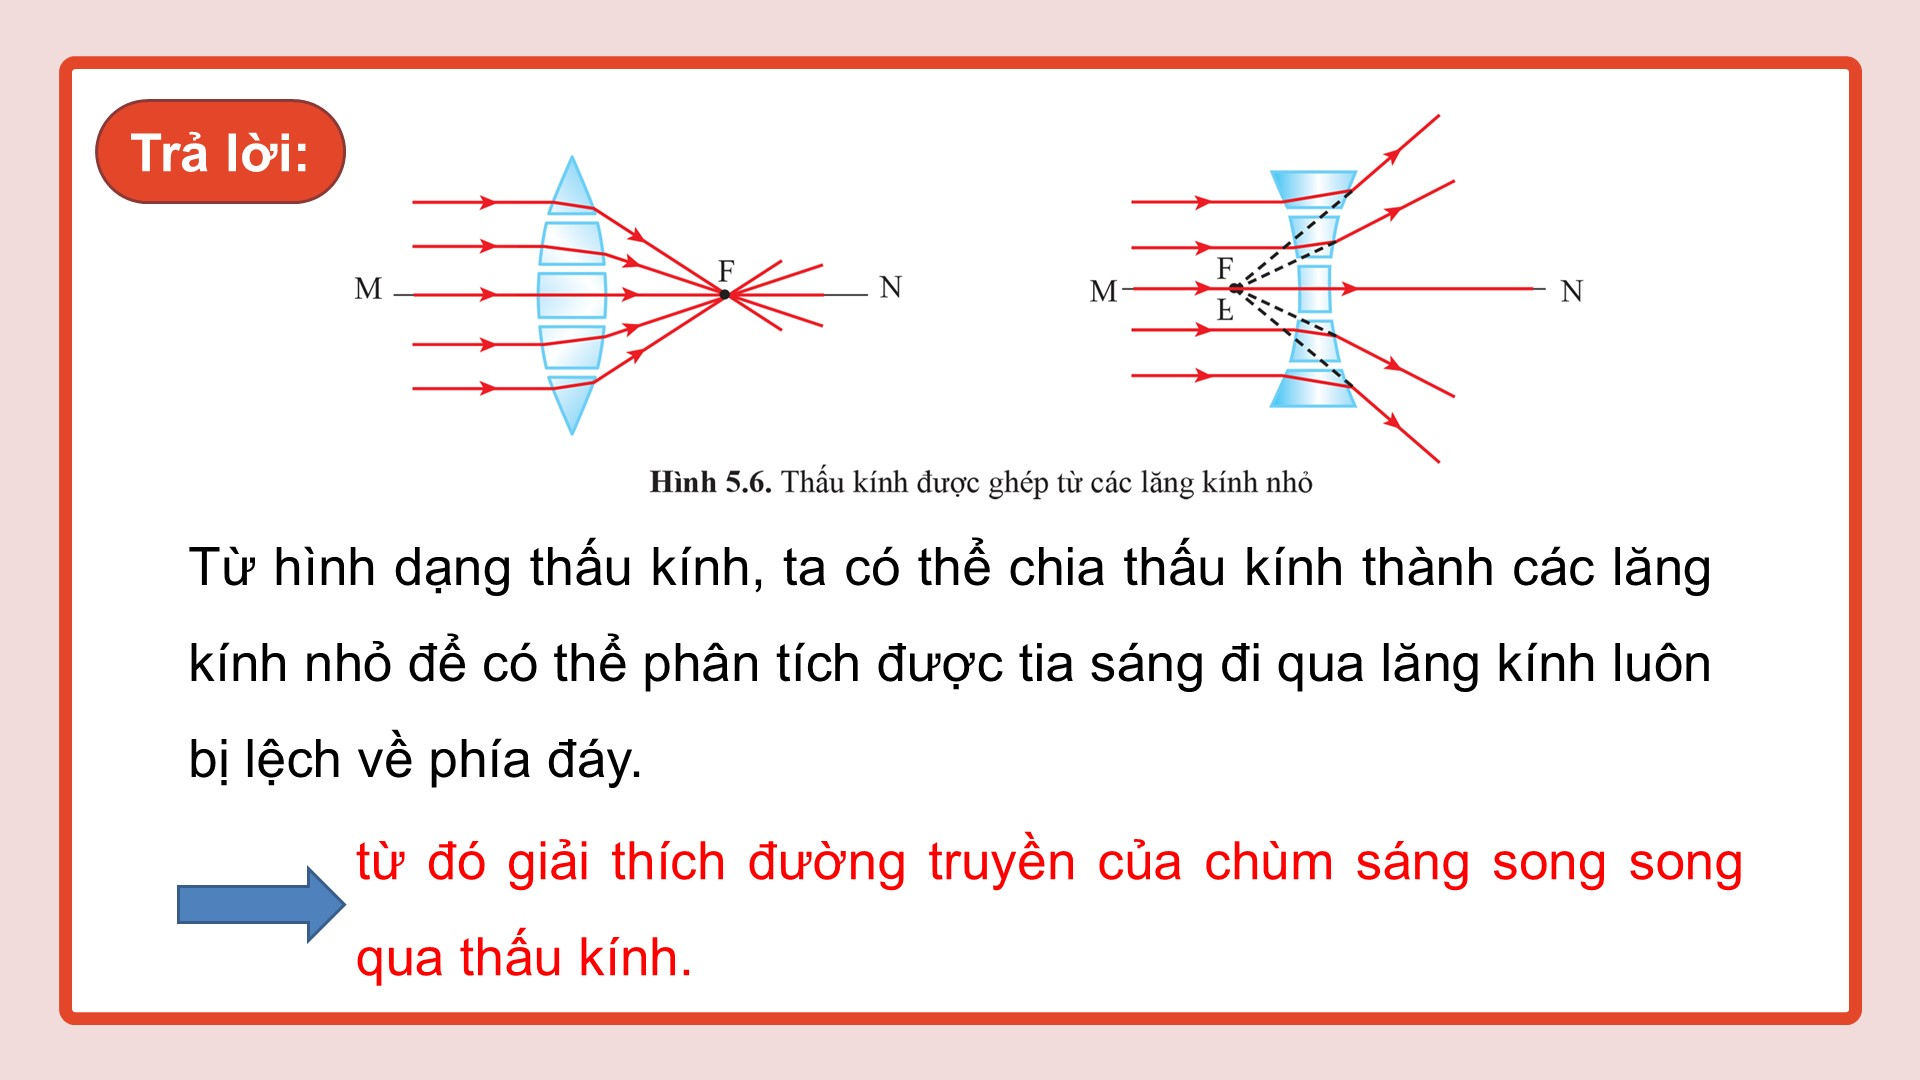 Trả lời:
F
M
N
F
M
E
N
Hình 5.6. Thấu kính được ghép từ các lăng kính nhỏ
Từ hình dạng thấu kính, ta có thể chia thấu kính thành các lăng
kính nhỏ để có thể phân tích được tia sáng đi qua lăng kính luôn
bị lệch về phía đáy.
từ đó giải thích đường truyền của chùm sáng song song
qua thấu kính.